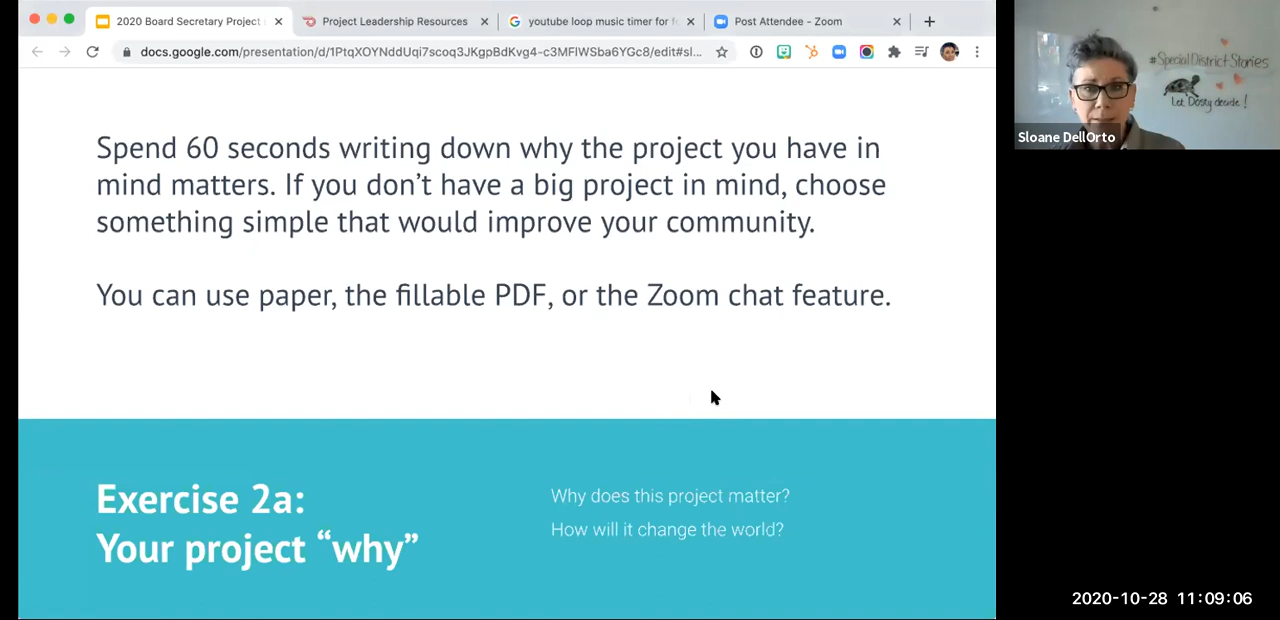 2020 Board Secretary Project
Project Leadership Resources
youtube loop music timer for f
Post Attendee - Zoom
docs.google.com/presentation/d/1PtqXOYNddUqi7scoq3JKgpBdKvg4-c3MFlWSba6YGc8/edit#sl...
Spend 60 seconds writing down why the project you have in
mind matters. If you don’t have a big project in mind, choose
something simple that would improve your community.
You can use paper, the fillable PDF, or the Zoom chat feature.
Exercise 2a:
Your project “why”
Why does this project matter?
How will it change the world?
#SpecialDistrictStories
Let Dosty decide!
Sloane DellOrto
2020-10-28 11:09:06